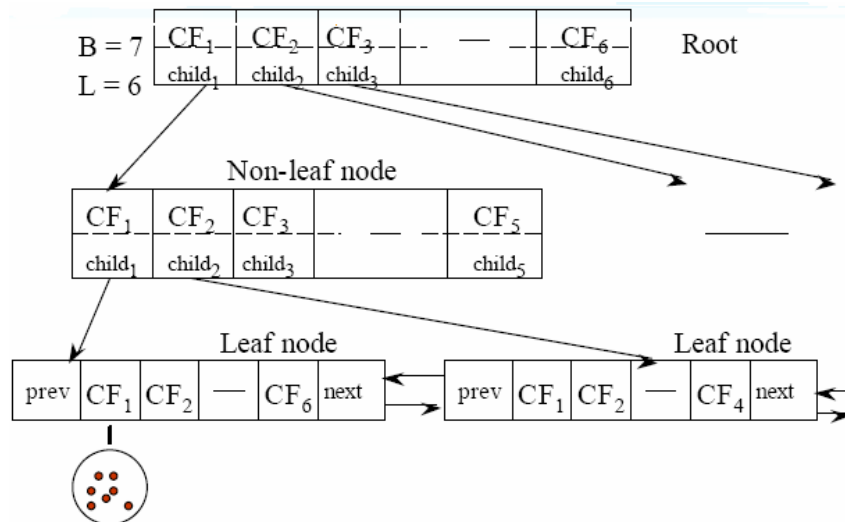 B = 7
L = 6
CF₁ CF₂ CF₃ — CF₆
child₁ child₂ child₃ child₆
Root
Non-leaf node
CF₁ CF₂ CF₃ — CF₅
child₁ child₂ child₃ child₅
Leaf node
Leaf node
prev CF₁ CF₂ — CF₆ next
prev CF₁ CF₂ — CF₄ next